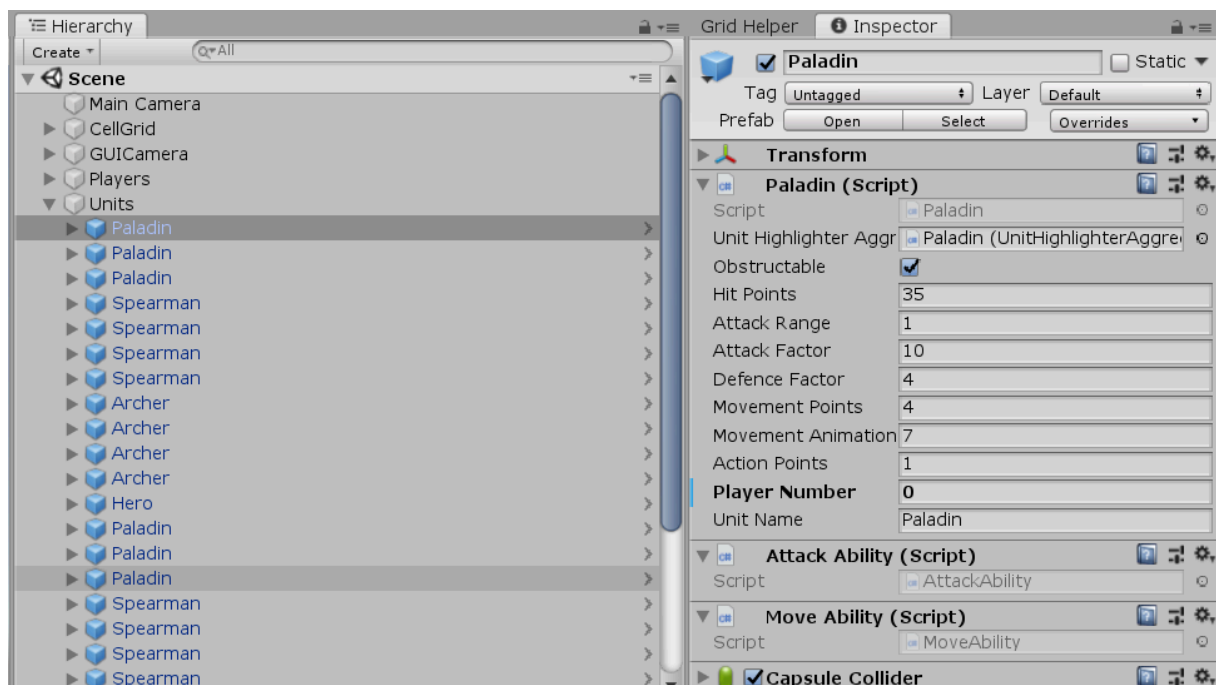 Hierarchy
Create
All
Scene
Main Camera
CellGrid
GUICamera
Players
Units
Paladin
Paladin
Paladin
Spearman
Spearman
Spearman
Spearman
Archer
Archer
Archer
Archer
Hero
Paladin
Paladin
Paladin
Spearman
Spearman
Spearman
Spearman
Grid Helper Inspector
Paladin Static
Tag Untagged Layer Default
Prefab Open Select Overrides
Transform
Paladin (Script)
Script Paladin
Unit Highlighter Aggr Paladin (UnitHighlighterAggre
Obstructable
Hit Points 35
Attack Range 1
Attack Factor 10
Defence Factor 4
Movement Points 4
Movement Animation 7
Action Points 1
Player Number 0
Unit Name Paladin
Attack Ability (Script)
Script AttackAbility
Move Ability (Script)
Script MoveAbility
Capsule Collider